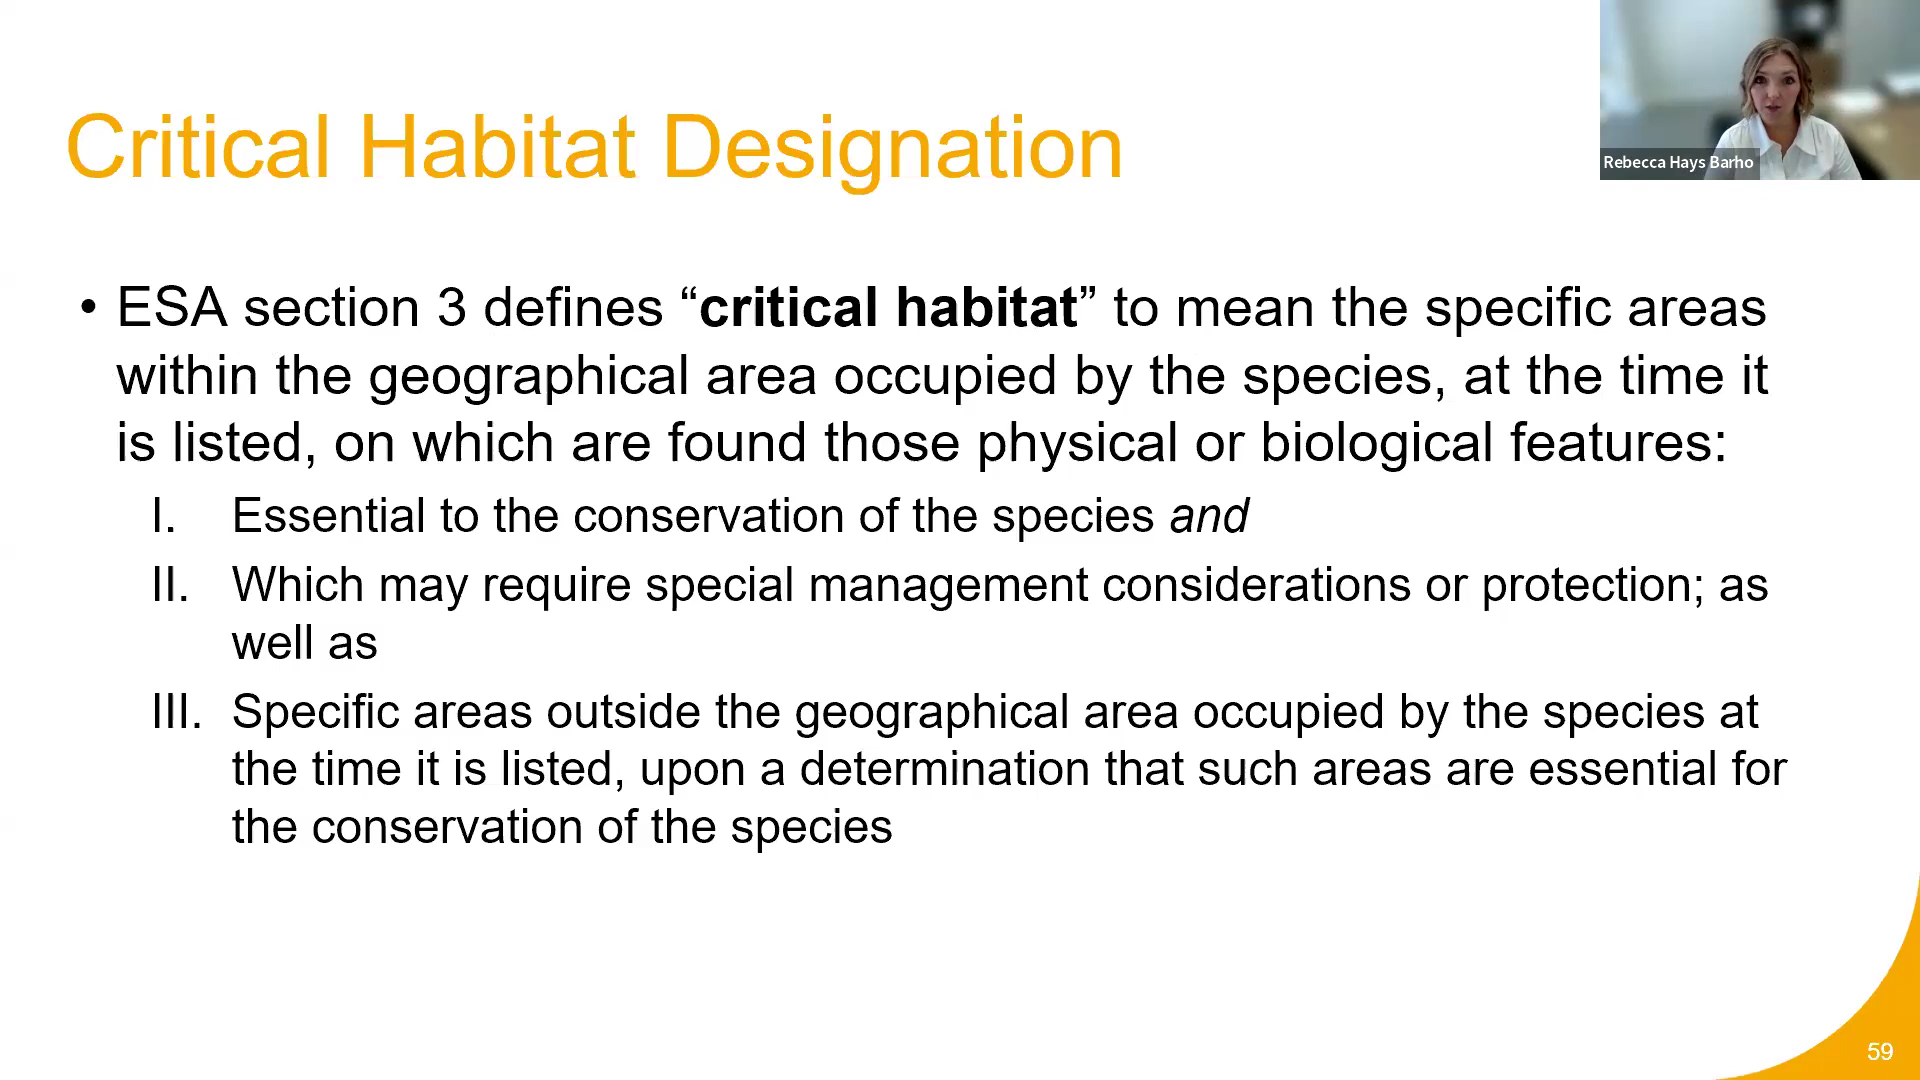 Critical Habitat Designation
Rebecca Hays Barho
• ESA section 3 defines “critical habitat” to mean the specific areas
within the geographical area occupied by the species, at the time it
is listed, on which are found those physical or biological features:
I. Essential to the conservation of the species and
II. Which may require special management considerations or protection; as
well as
III. Specific areas outside the geographical area occupied by the species at
the time it is listed, upon a determination that such areas are essential for
the conservation of the species
59